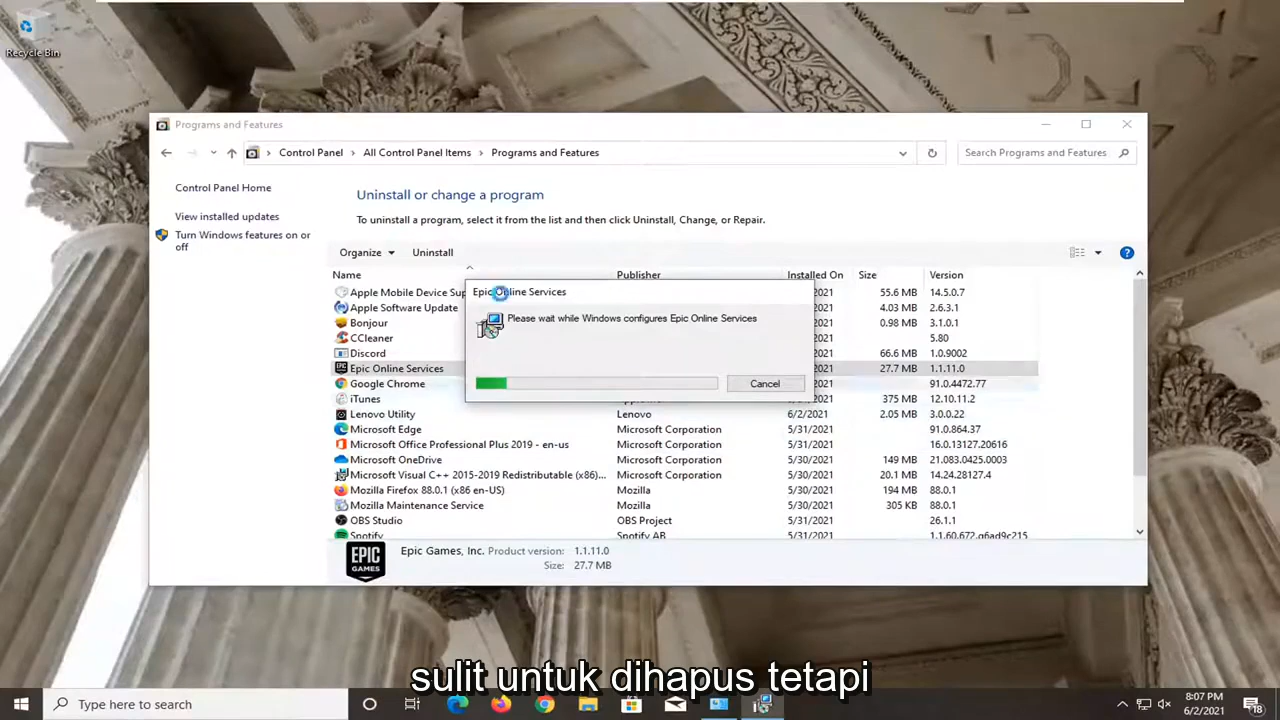 Recycle Bin
Programs and Features
Control Panel > All Control Panel Items > Programs and Features
Search Programs and Features
Control Panel Home
View installed updates
Turn Windows features on or
off
Uninstall or change a program
To uninstall a program, select it from the list and then click Uninstall, Change, or Repair.
Organize Uninstall
Name Publisher Installed On Size Version
Apple Mobile Device Sup 2021 55.6 MB 14.5.0.7
Apple Software Update 2021 4.03 MB 2.6.3.1
Bonjour 2021 0.98 MB 3.1.0.1
CCleaner 2021 5.80
Discord 2021 66.6 MB 1.0.9002
Epic Online Services 2021 27.7 MB 1.1.11.0
Google Chrome 2021 91.0.4472.77
iTunes 375 MB 12.10.11.2
Lenovo Utility Lenovo 6/2/2021 2.05 MB 3.0.0.22
Microsoft Edge Microsoft Corporation 5/31/2021 91.0.864.37
Microsoft Office Professional Plus 2019 - en-us Microsoft Corporation 5/31/2021 16.0.13127.20616
Microsoft OneDrive Microsoft Corporation 5/30/2021 149 MB 21.083.0425.0003
Microsoft Visual C++ 2015-2019 Redistributable (x86)... Microsoft Corporation 5/30/2021 20.1 MB 14.24.28127.4
Mozilla Firefox 88.0.1 (x86 en-US) Mozilla 5/30/2021 194 MB 88.0.1
Mozilla Maintenance Service Mozilla 5/30/2021 305 KB 88.0.1
OBS Studio OBS Project 5/31/2021 26.1.1
Spotify Spotify AB 5/31/2021 1.1.60.672.g6ad9c215
Epic Online Services
Please wait while Windows configures Epic Online Services
Cancel
EPIC
GAMES
Epic Games, Inc. Product version: 1.1.11.0
Size: 27.7 MB
sulit untuk dihapus tetapi
Type here to search
8:07 PM
6/2/2021
18